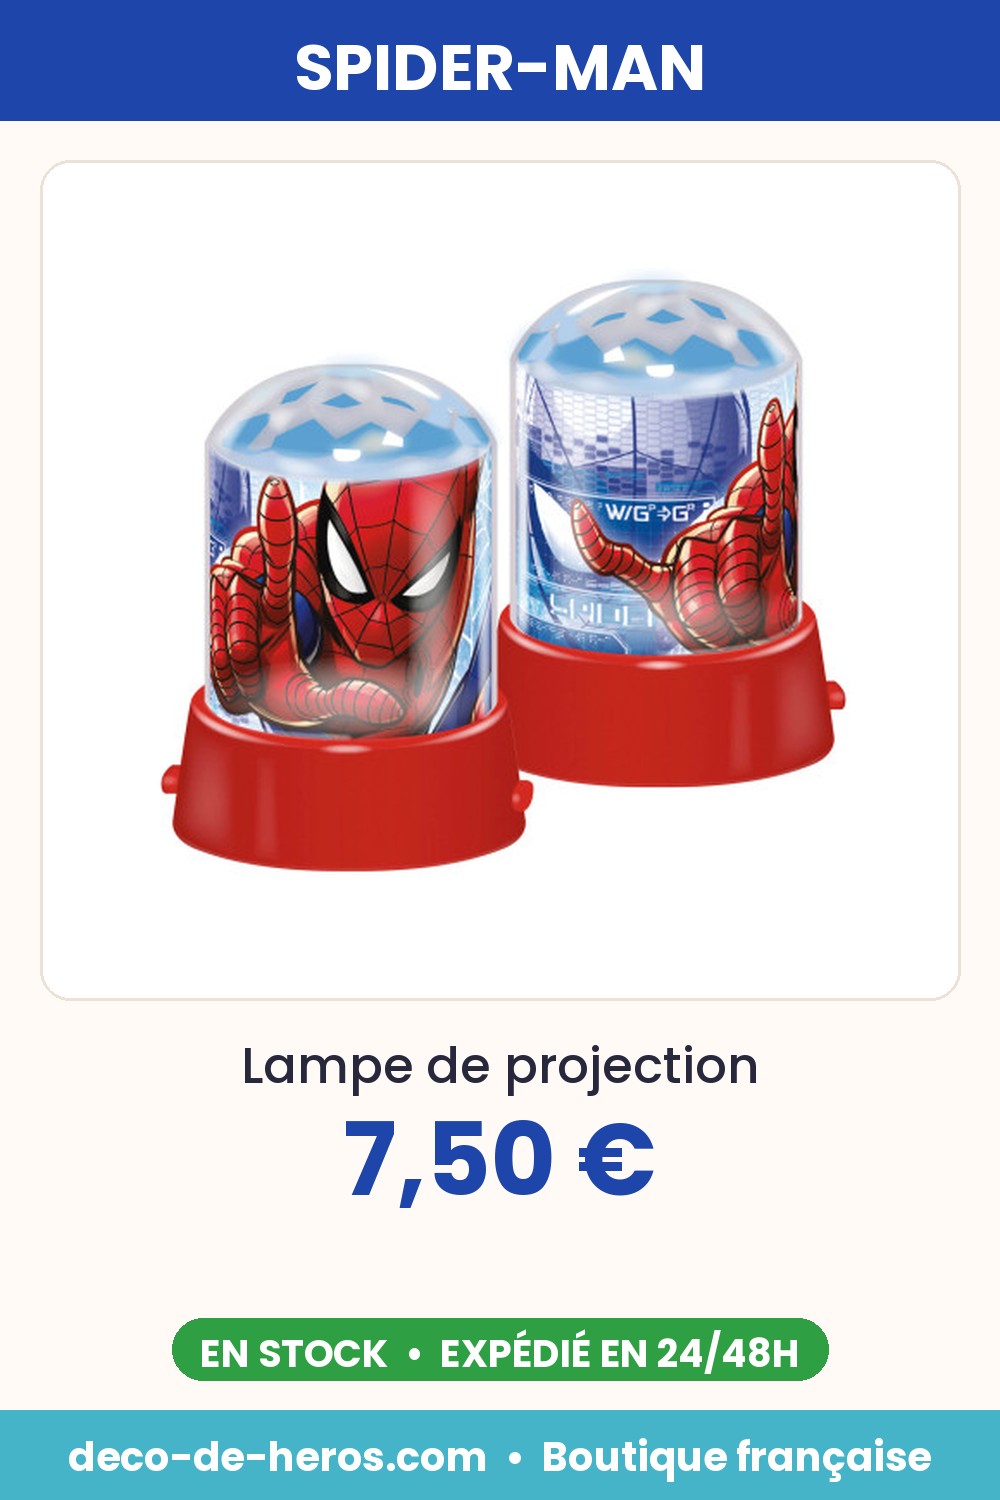 SPIDER-MAN
W/G
Lampe de projection
7,50 €
EN STOCK • EXPÉDIÉ EN 24/48H
deco-de-heros.com • Boutique française